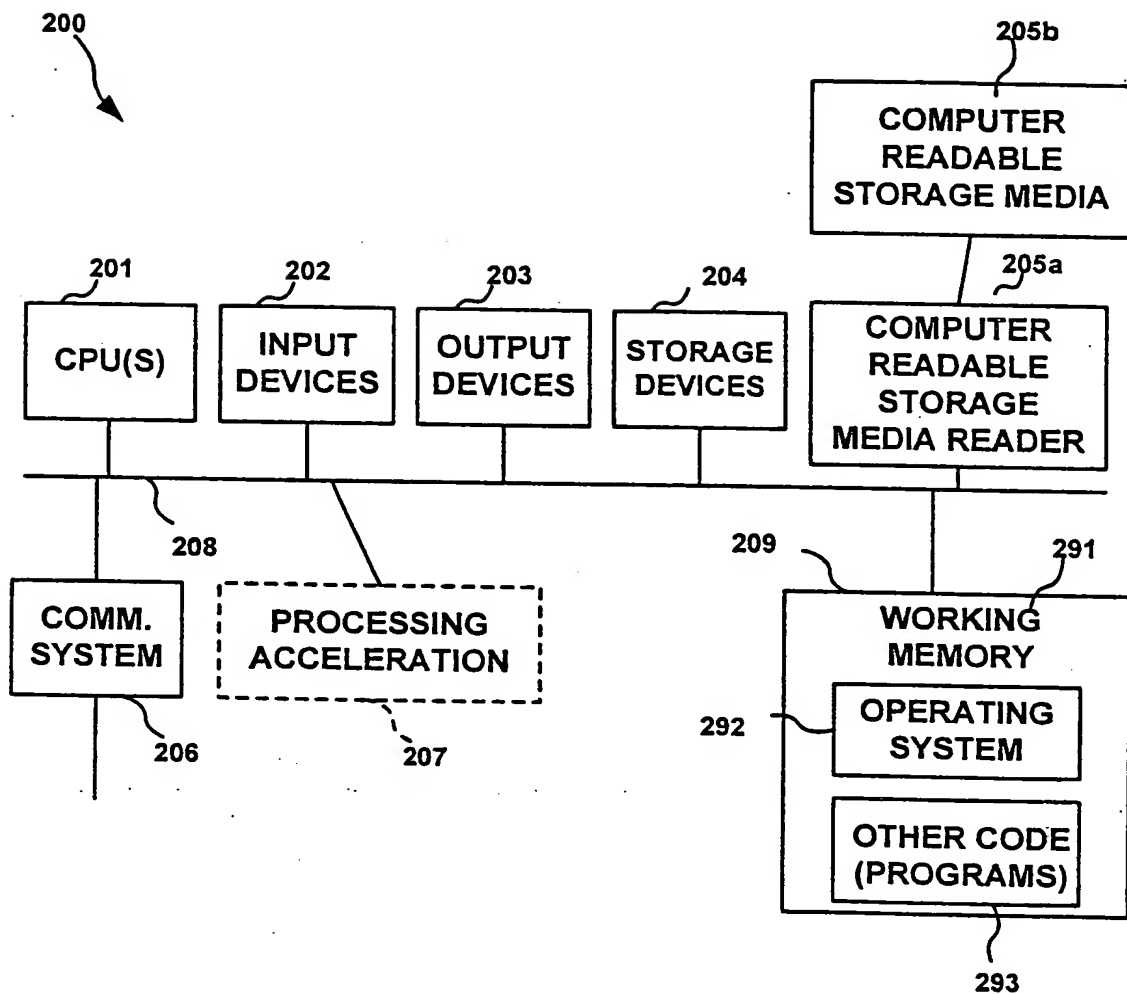 200
205b
COMPUTER
READABLE
STORAGE MEDIA
201
202
203
204
205a
CPU(S)
INPUT
DEVICES
OUTPUT
DEVICES
STORAGE
DEVICES
COMPUTER
READABLE
STORAGE
MEDIA READER
208
209
291
COMM.
SYSTEM
PROCESSING
ACCELERATION
WORKING
MEMORY
206
207
292
OPERATING
SYSTEM
OTHER CODE
(PROGRAMS)
293